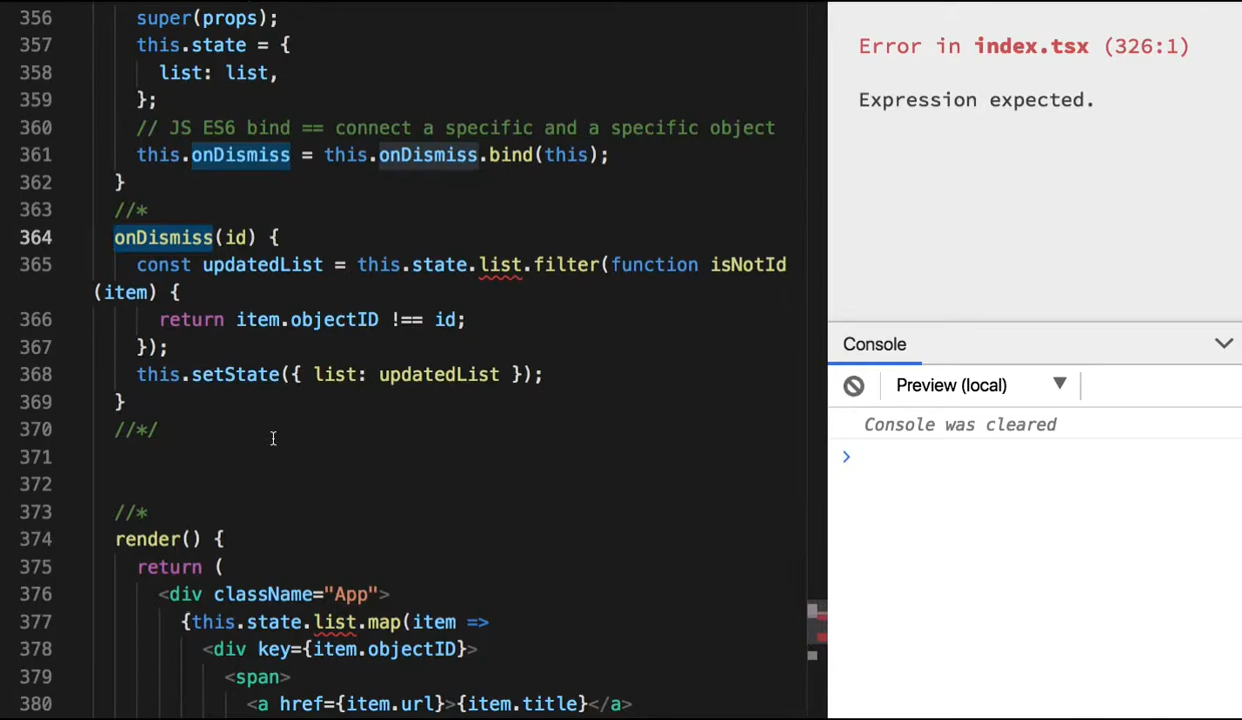 356 super(props);
357 this.state = {
358 list: list,
359 };
360 // JS ES6 bind == connect a specific and a specific object
361 this.onDismiss = this.onDismiss.bind(this);
362 }
363 //*
364 onDismiss(id) {
365 const updatedList = this.state.list.filter(function isNotId
(item) {
366 return item.objectID !== id;
367 });
368 this.setState({ list: updatedList });
369 }
370 //*/
371
372
373 //*
374 render() {
375 return (
376 <div className="App">
377 {this.state.list.map(item =>
378 <div key={item.objectID}>
379 <span>
380 <a href={item.url}>{item.title}</a>
Error in index.tsx (326:1)
Expression expected.
Console
Preview (local)
Console was cleared